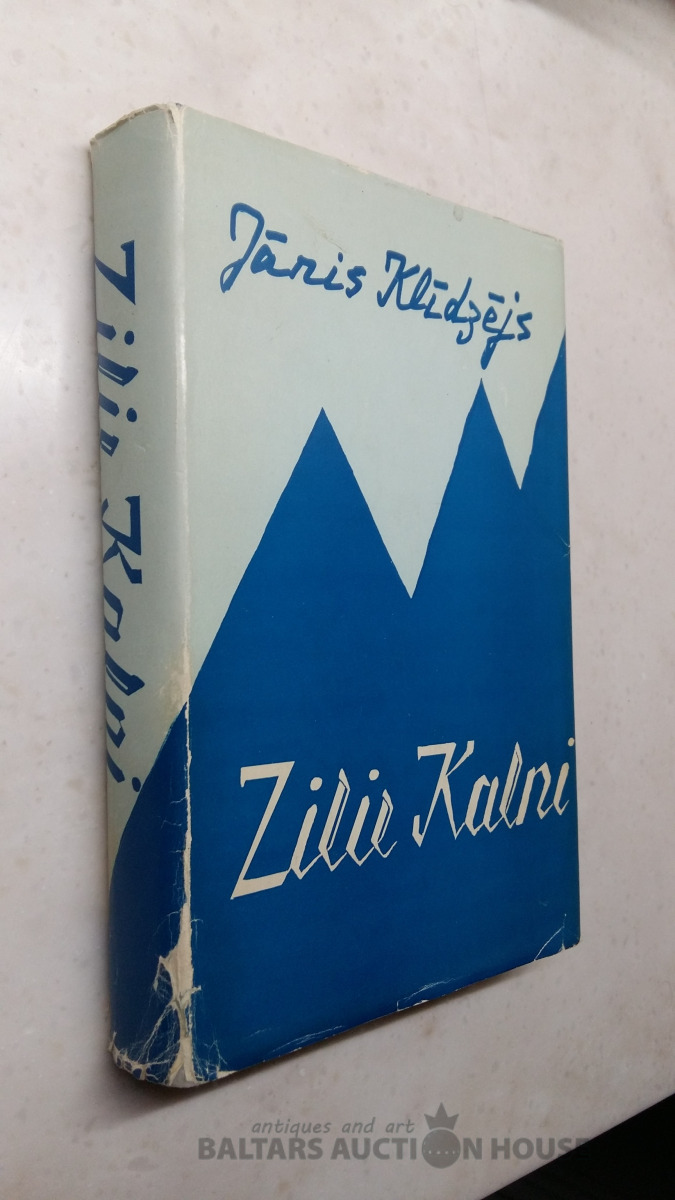 Jānis Klīdzējs
Zilie Kalni
Zilie Kalni
antiques and art
BALTARS AUCTION HOUSE